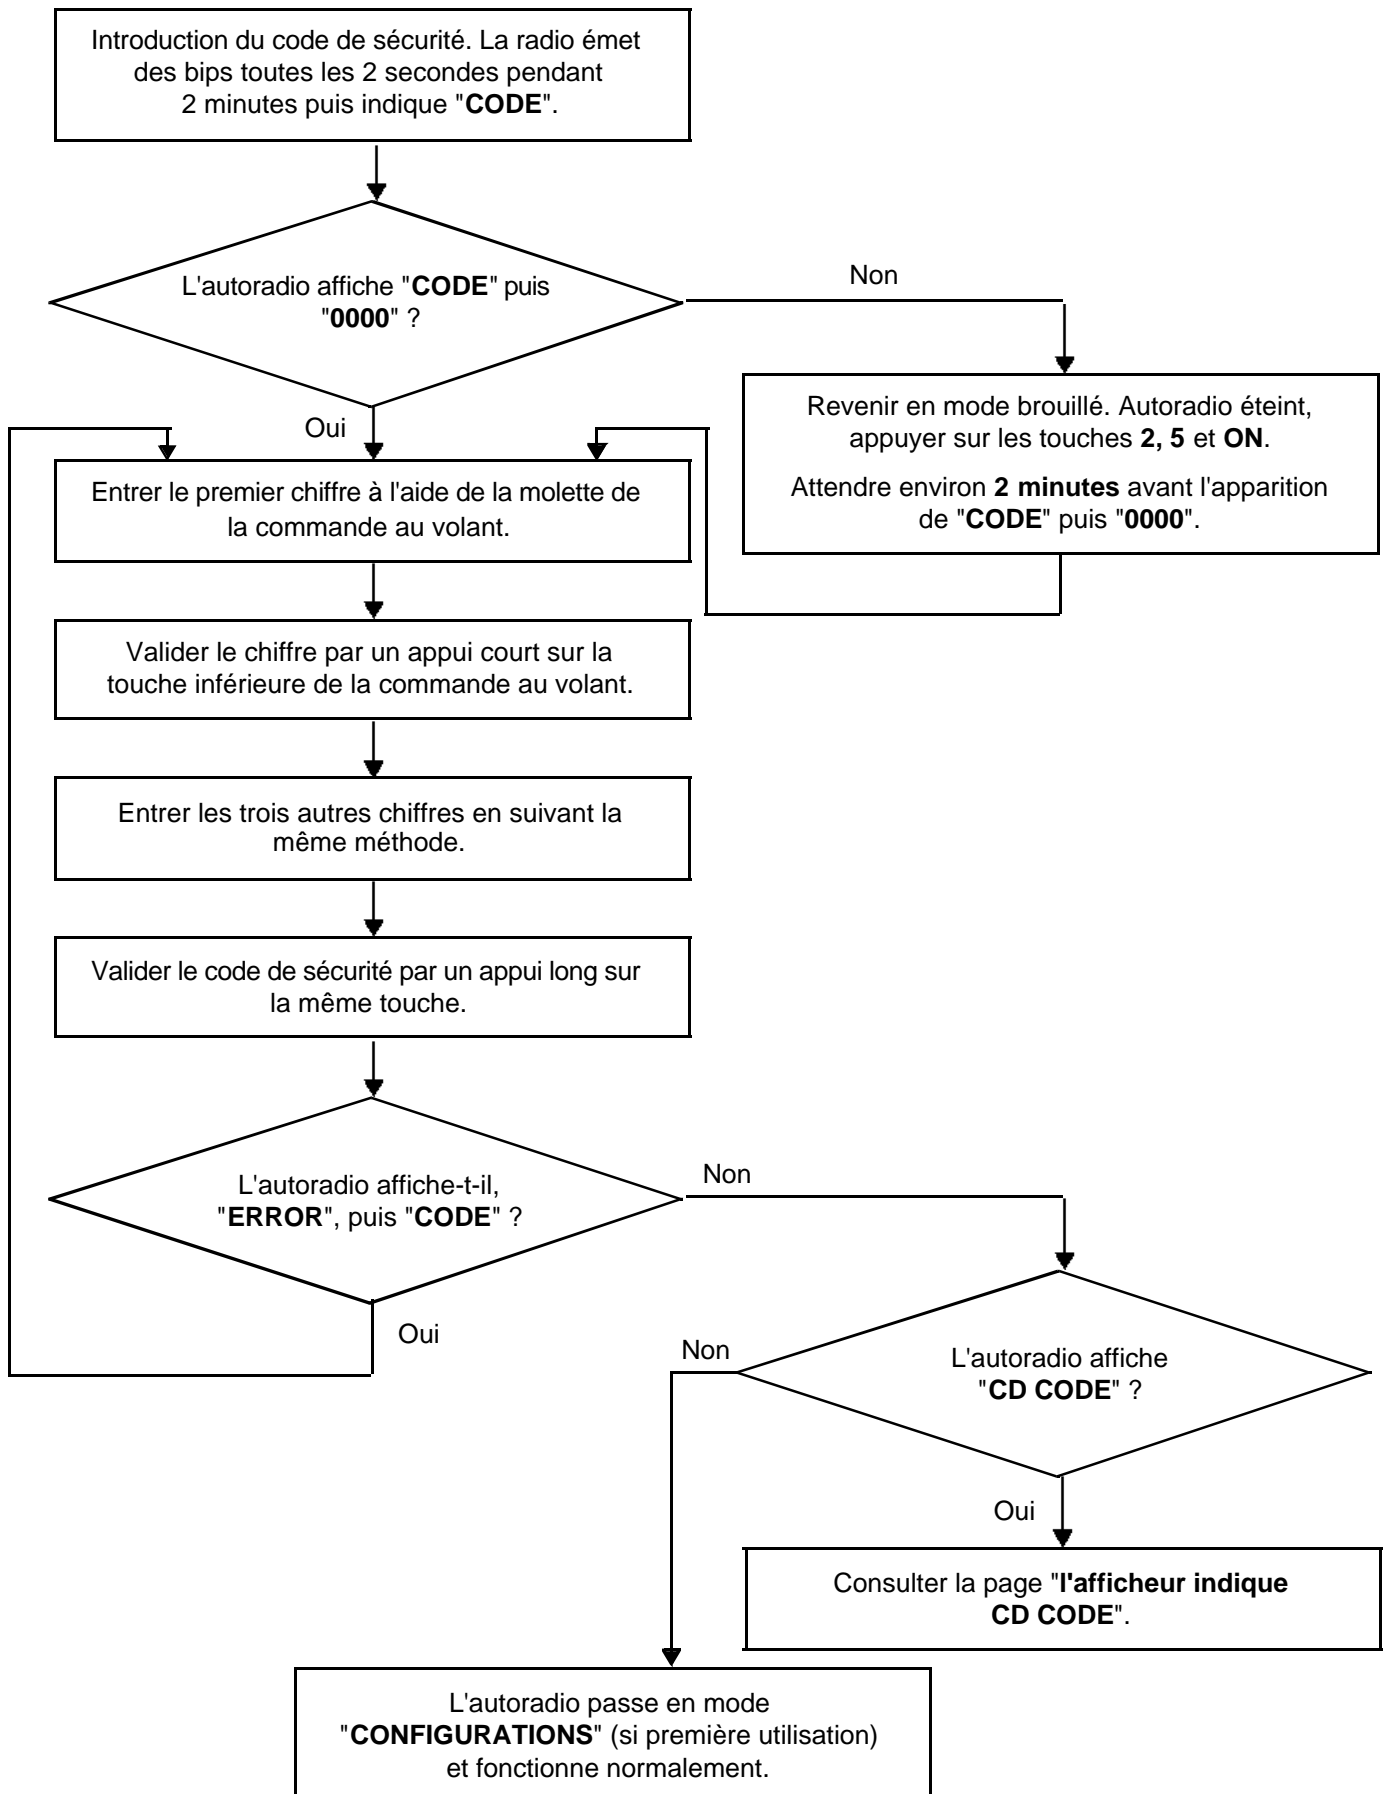 Introduction du code de sécurité. La radio émet
des bips toutes les 2 secondes pendant
2 minutes puis indique "CODE".
L'autoradio affiche "CODE" puis
"0000" ?
Non
Revenir en mode brouillé. Autoradio éteint,
appuyer sur les touches 2, 5 et ON.
Attendre environ 2 minutes avant l'apparition
de "CODE" puis "0000".
Oui
Entrer le premier chiffre à l'aide de la molette de
la commande au volant.
Valider le chiffre par un appui court sur la
touche inférieure de la commande au volant.
Entrer les trois autres chiffres en suivant la
même méthode.
Valider le code de sécurité par un appui long sur
la même touche.
L'autoradio affiche-t-il,
"ERROR", puis "CODE" ?
Non
Oui
L'autoradio affiche
"CD CODE" ?
Non
Oui
Consulter la page "l'afficheur indique
CD CODE".
L'autoradio passe en mode
"CONFIGURATIONS" (si première utilisation)
et fonctionne normalement.